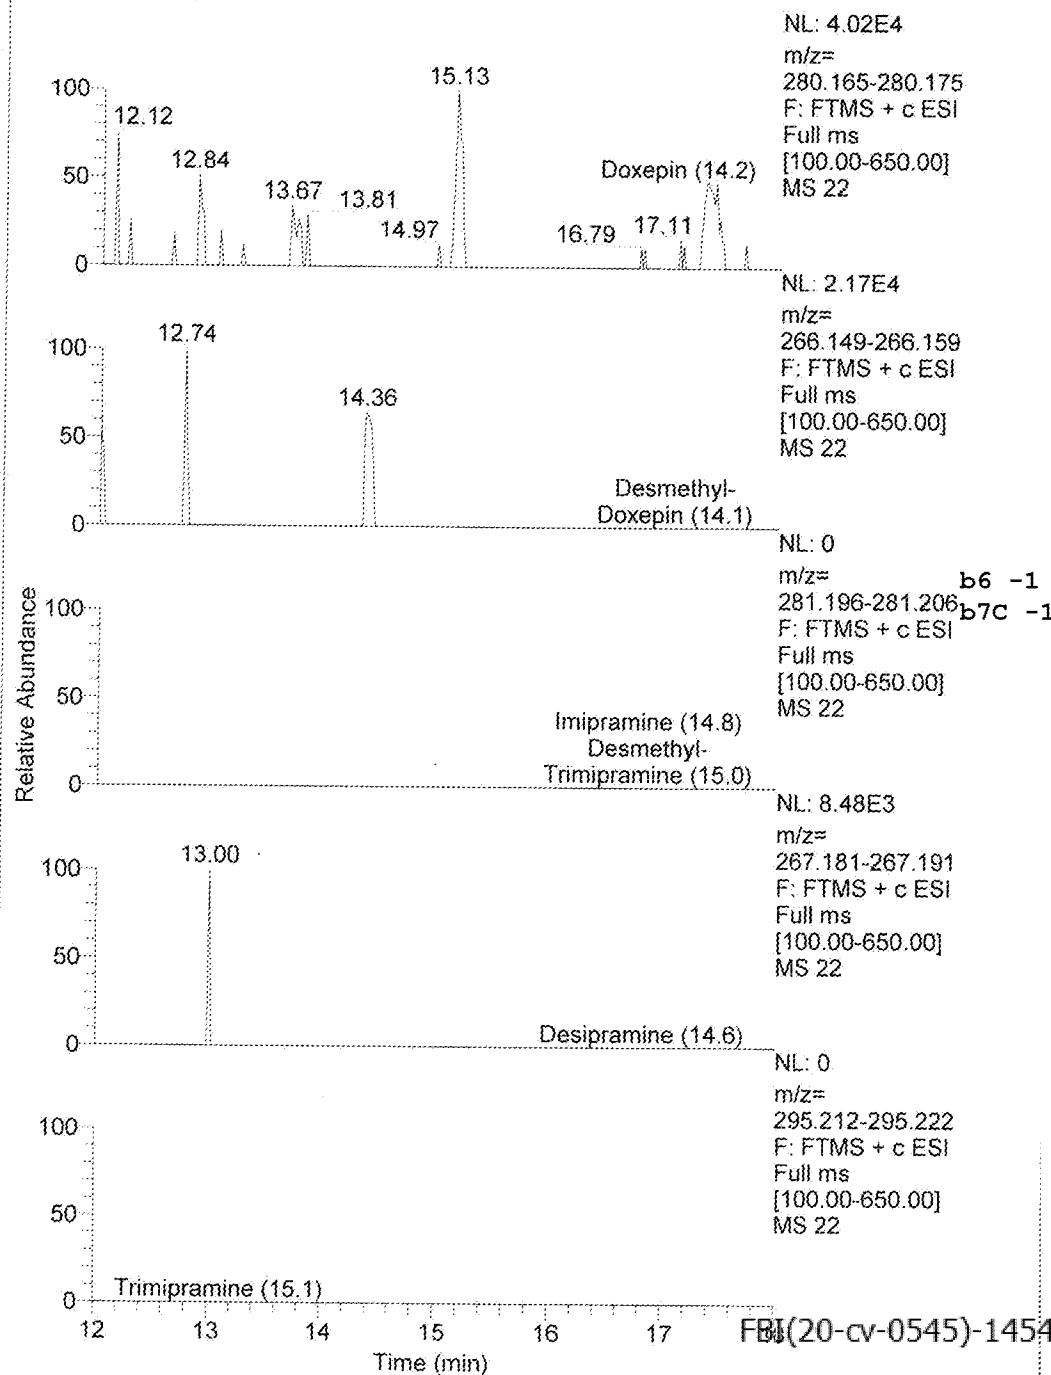 NL: 4.02E4
m/z=
280.165-280.175
F: FTMS + c ESI
Full ms
[100.00-650.00]
MS 22
100
50
0
12.12
12.84
13.67
13.81
14.97
15.13
16.79
17.11
Doxepin (14.2)
NL: 2.17E4
m/z=
266.149-266.159
F: FTMS + c ESI
Full ms
[100.00-650.00]
MS 22
100
50
0
12.74
14.36
Desmethyl-
Doxepin (14.1)
NL: 0
m/z=
281.196-281.206
F: FTMS + c ESI
Full ms
[100.00-650.00]
MS 22
b6 -1
b7C -1
Relative Abundance
100
50
0
Imipramine (14.8)
Desmethyl-
Trimipramine (15.0)
NL: 8.48E3
m/z=
267.181-267.191
F: FTMS + c ESI
Full ms
[100.00-650.00]
MS 22
100
50
0
13.00
Desipramine (14.6)
NL: 0
m/z=
295.212-295.222
F: FTMS + c ESI
Full ms
[100.00-650.00]
MS 22
100
50
0
Trimipramine (15.1)
12 13 14 15 16 17
Time (min)
FBI(20-cv-0545)-1454